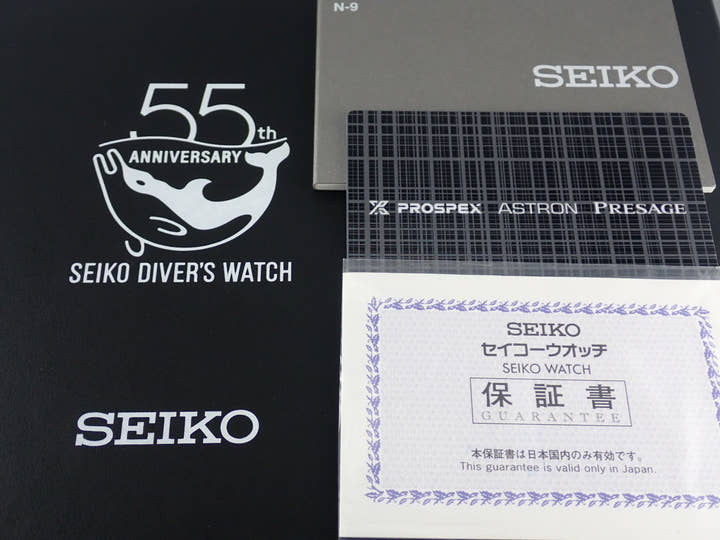 55th
ANNIVERSARY
SEIKO DIVER'S WATCH
SEIKO
N-9
SEIKO
PROSPEX ASTRON PRESAGE
SEIKO
セイコーウオッチ
SEIKO WATCH
保証書
GUARANTEE
本保証書は日本国内のみ有効です。
This guarantee is valid only in Japan.